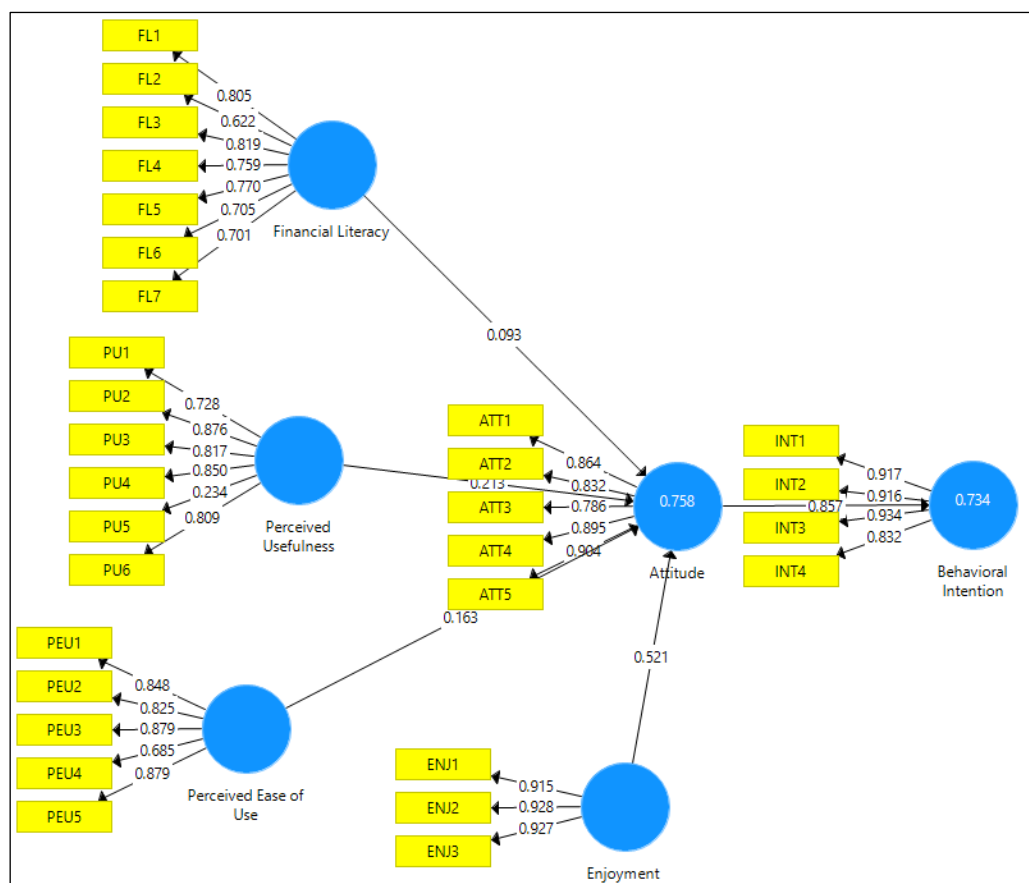 FL1
FL2
FL3
FL4
FL5
FL6
FL7
0.805
0.622
0.819
0.759
0.770
0.705
0.701
Financial Literacy
0.093
PU1
PU2
PU3
PU4
PU5
PU6
0.728
0.876
0.817
0.850
0.234
0.809
Perceived
Usefulness
0.213
ATT1
ATT2
ATT3
ATT4
ATT5
0.864
0.832
0.786
0.895
0.904
0.758
Attitude
0.857
INT1
INT2
INT3
INT4
0.917
0.916
0.934
0.832
0.734
Behavioral
Intention
PEU1
PEU2
PEU3
PEU4
PEU5
0.848
0.825
0.879
0.685
0.879
Perceived Ease of
Use
0.163
0.521
ENJ1
ENJ2
ENJ3
0.915
0.928
0.927
Enjoyment